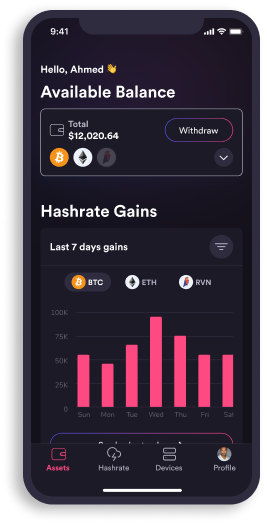 9:41
Hello, Ahmed 👋
Available Balance
Total
$12,020.64
Withdraw
Hashrate Gains
Last 7 days gains
BTC ETH RVN
100K
75K
50K
25K
0
Sun Mon Tue Wed Thu Fri Sat
Assets Hashrate Devices Profile